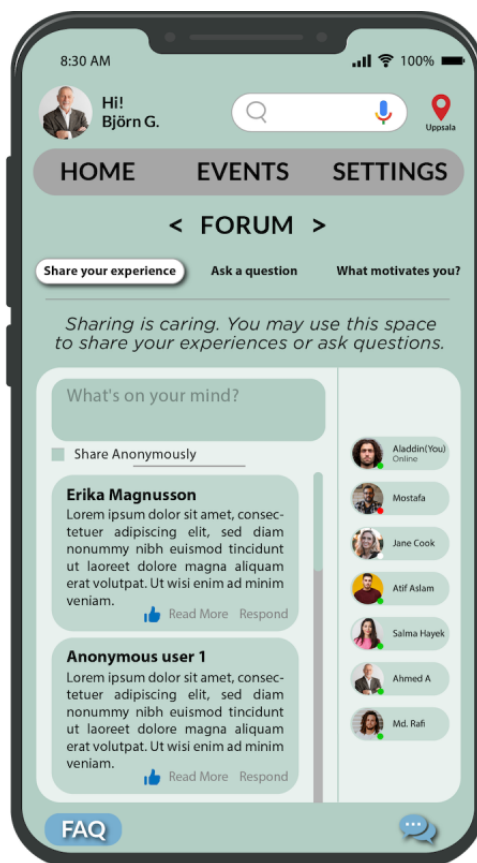 8:30 AM 100%
Hi!
Björn G.
Uppsala
HOME EVENTS SETTINGS
< FORUM >
Share your experience Ask a question What motivates you?
Sharing is caring. You may use this space
to share your experiences or ask questions.
What's on your mind?
Share Anonymously
Erika Magnusson
Lorem ipsum dolor sit amet, consec-
tetuer adipiscing elit, sed diam
nonummy nibh euismod tincidunt
ut laoreet dolore magna aliquam
erat volutpat. Ut wisi enim ad minim
veniam.
Read More Respond
Anonymous user 1
Lorem ipsum dolor sit amet, consec-
tetuer adipiscing elit, sed diam
nonummy nibh euismod tincidunt
ut laoreet dolore magna aliquam
erat volutpat. Ut wisi enim ad minim
veniam.
Read More Respond
Aladdin(You)
Online
Mostafa
Jane Cook
Atif Aslam
Salma Hayek
Ahmed A
Md. Rafi
FAQ